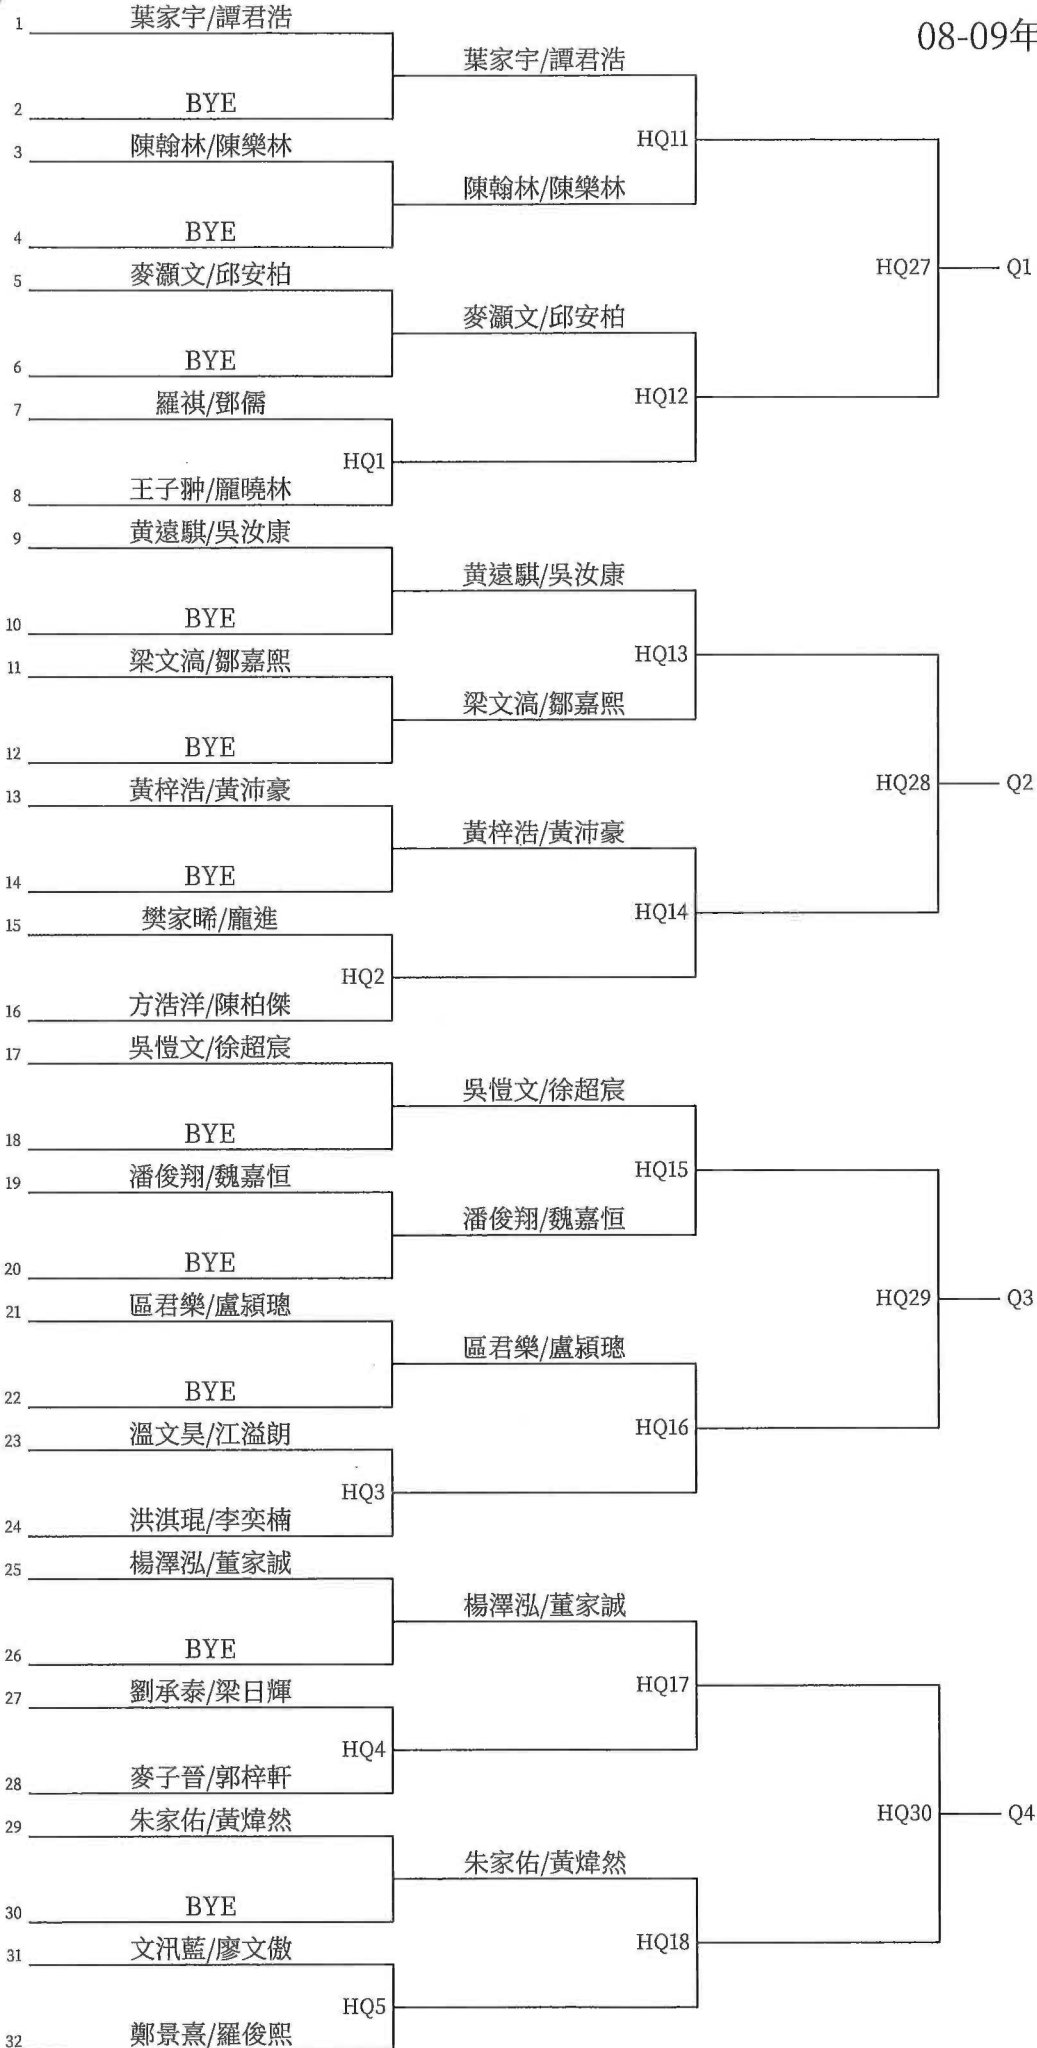 08-09年
1 葉家宇/譚君浩
葉家宇/譚君浩
2 BYE
HQ11
3 陳翰林/陳樂林
陳翰林/陳樂林
4 BYE
HQ27 Q1
5 麥灝文/邱安柏
麥灝文/邱安柏
6 BYE
HQ12
7 羅祺/鄧儒
HQ1
8 王子翀/龎曉林
9 黄遠騏/吳汝康
黄遠騏/吳汝康
10 BYE
HQ13
11 梁文滈/鄒嘉熙
梁文滈/鄒嘉熙
12 BYE
HQ28 Q2
13 黃梓浩/黃沛豪
黃梓浩/黃沛豪
14 BYE
HQ14
15 樊家晞/龐進
HQ2
16 方浩洋/陳柏傑
17 吳愷文/徐超宸
吳愷文/徐超宸
18 BYE
HQ15
19 潘俊翔/魏嘉恒
潘俊翔/魏嘉恒
20 BYE
HQ29 Q3
21 區君樂/盧潁璁
區君樂/盧潁璁
22 BYE
HQ16
23 溫文昊/江溢朗
HQ3
24 洪淇琨/李奕楠
25 楊澤泓/董家誠
楊澤泓/董家誠
26 BYE
HQ17
27 劉承泰/梁日輝
HQ4
28 麥子晉/郭梓軒
HQ30 Q4
29 朱家佑/黃煒然
朱家佑/黃煒然
30 BYE
HQ18
31 文汛藍/廖文傲
HQ5
32 鄭景熹/羅俊熙